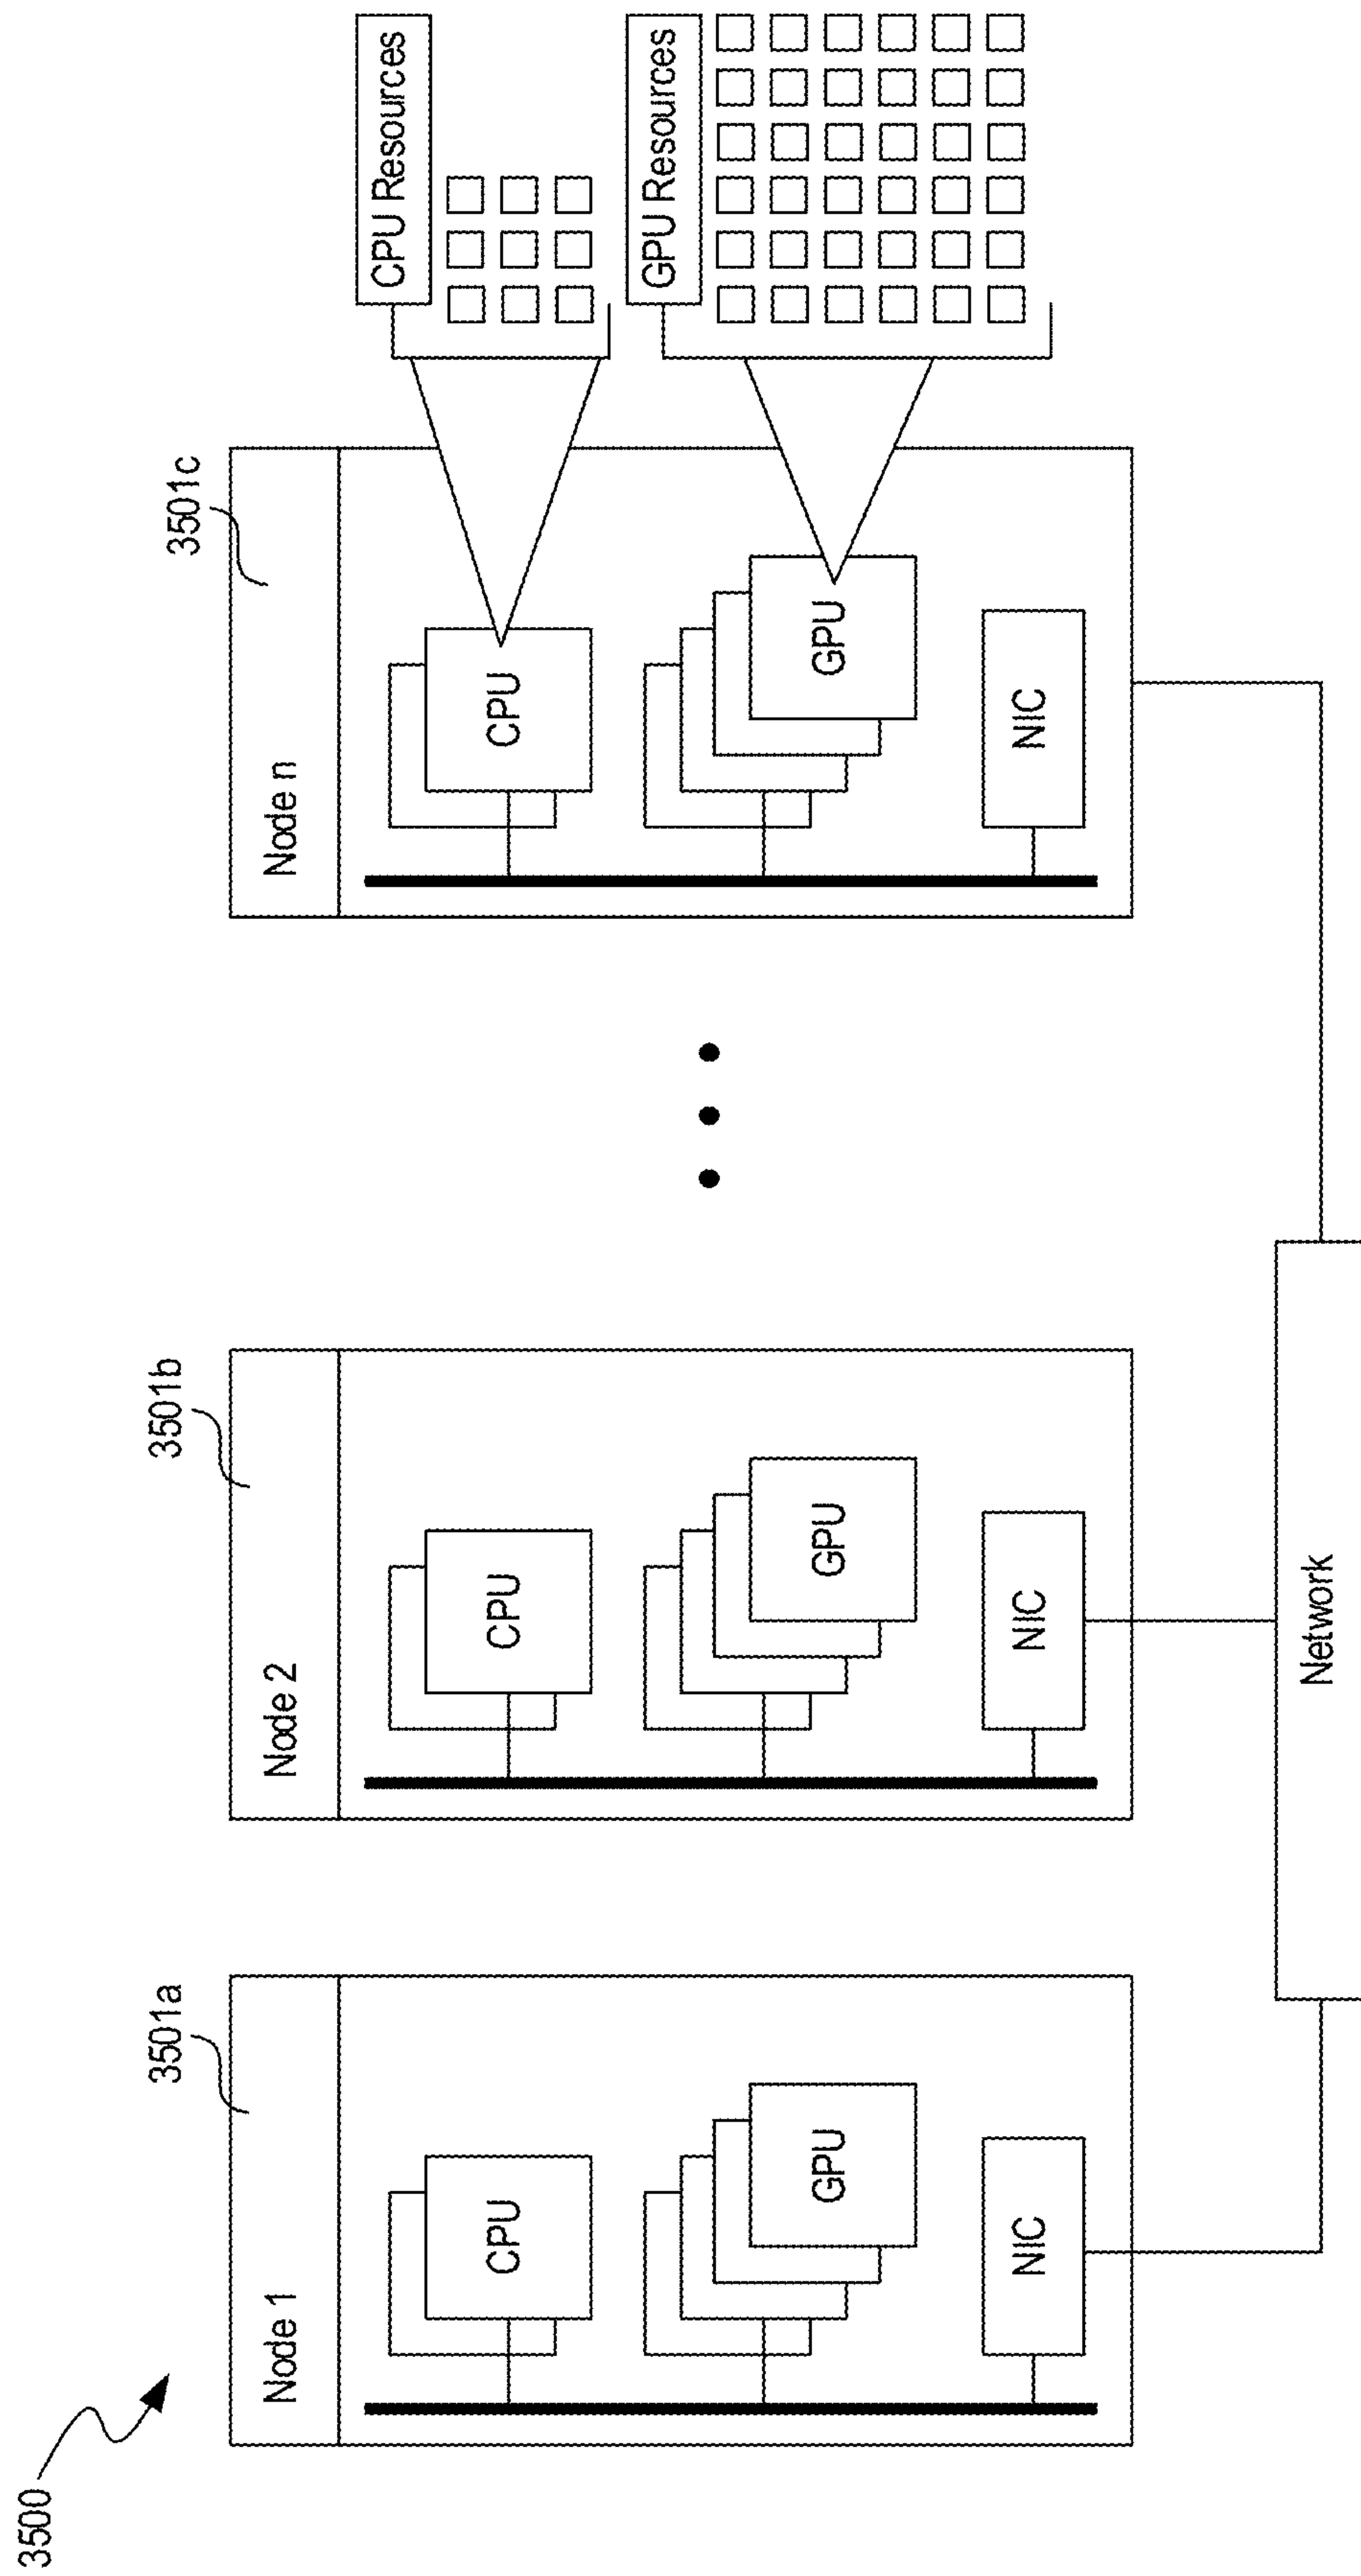 3500
3501a
3501b
3501c
Node 1
Node 2
Node n
CPU Resources
CPU
CPU
CPU
GPU Resources
GPU
GPU
GPU
NIC
NIC
NIC
Network